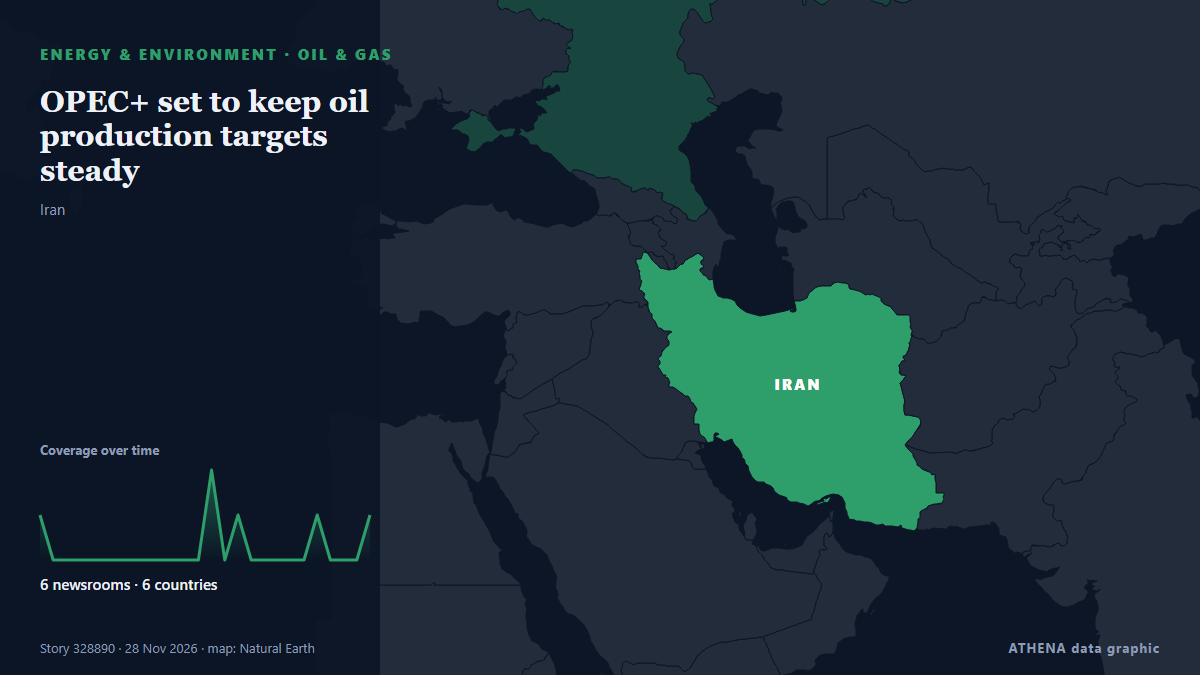 ENERGY & ENVIRONMENT · OIL & GAS
OPEC+ set to keep oil
production targets
steady
Iran
IRAN
Coverage over time
6 newsrooms · 6 countries
Story 328890 · 28 Nov 2026 · map: Natural Earth
ATHENA data graphic